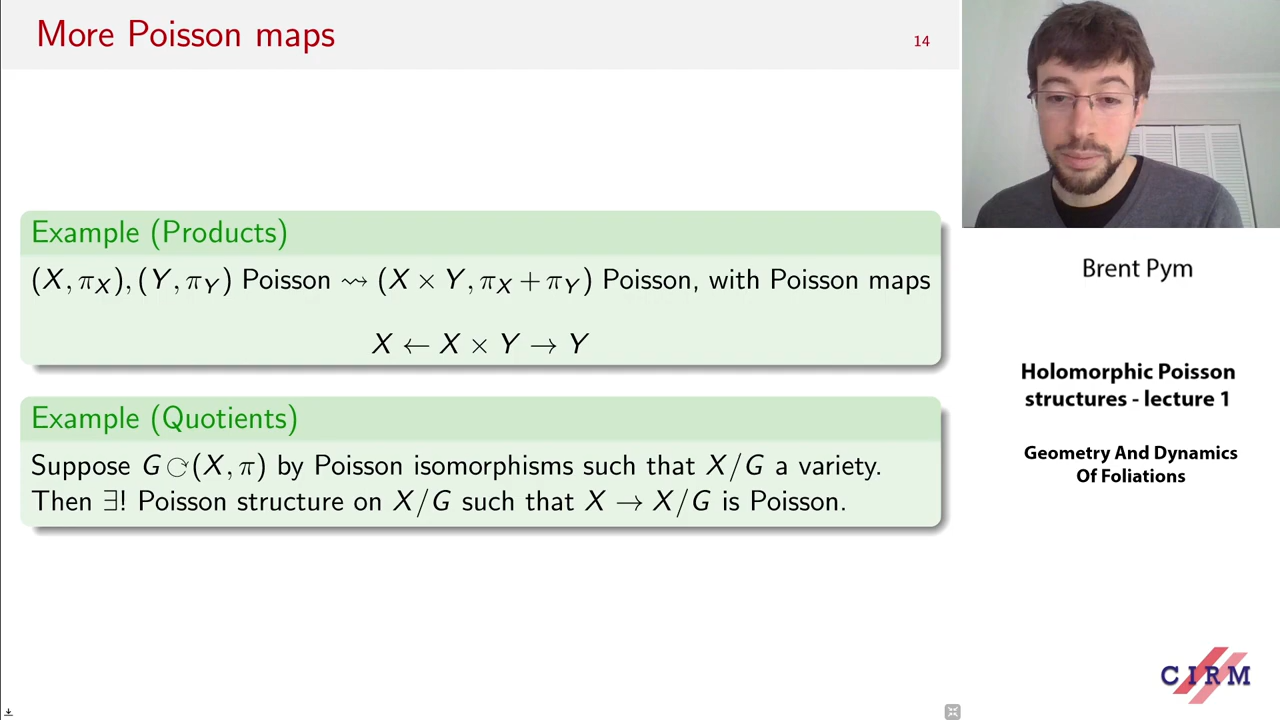 More Poisson maps
14
Example (Products)
(X, π_X), (Y, π_Y) Poisson ⇝ (X × Y, π_X + π_Y) Poisson, with Poisson maps
X ← X × Y → Y
Example (Quotients)
Suppose G ⟳ (X, π) by Poisson isomorphisms such that X/G a variety.
Then ∃! Poisson structure on X/G such that X → X/G is Poisson.
Brent Pym
Holomorphic Poisson
structures - lecture 1
Geometry And Dynamics
Of Foliations
CIRM